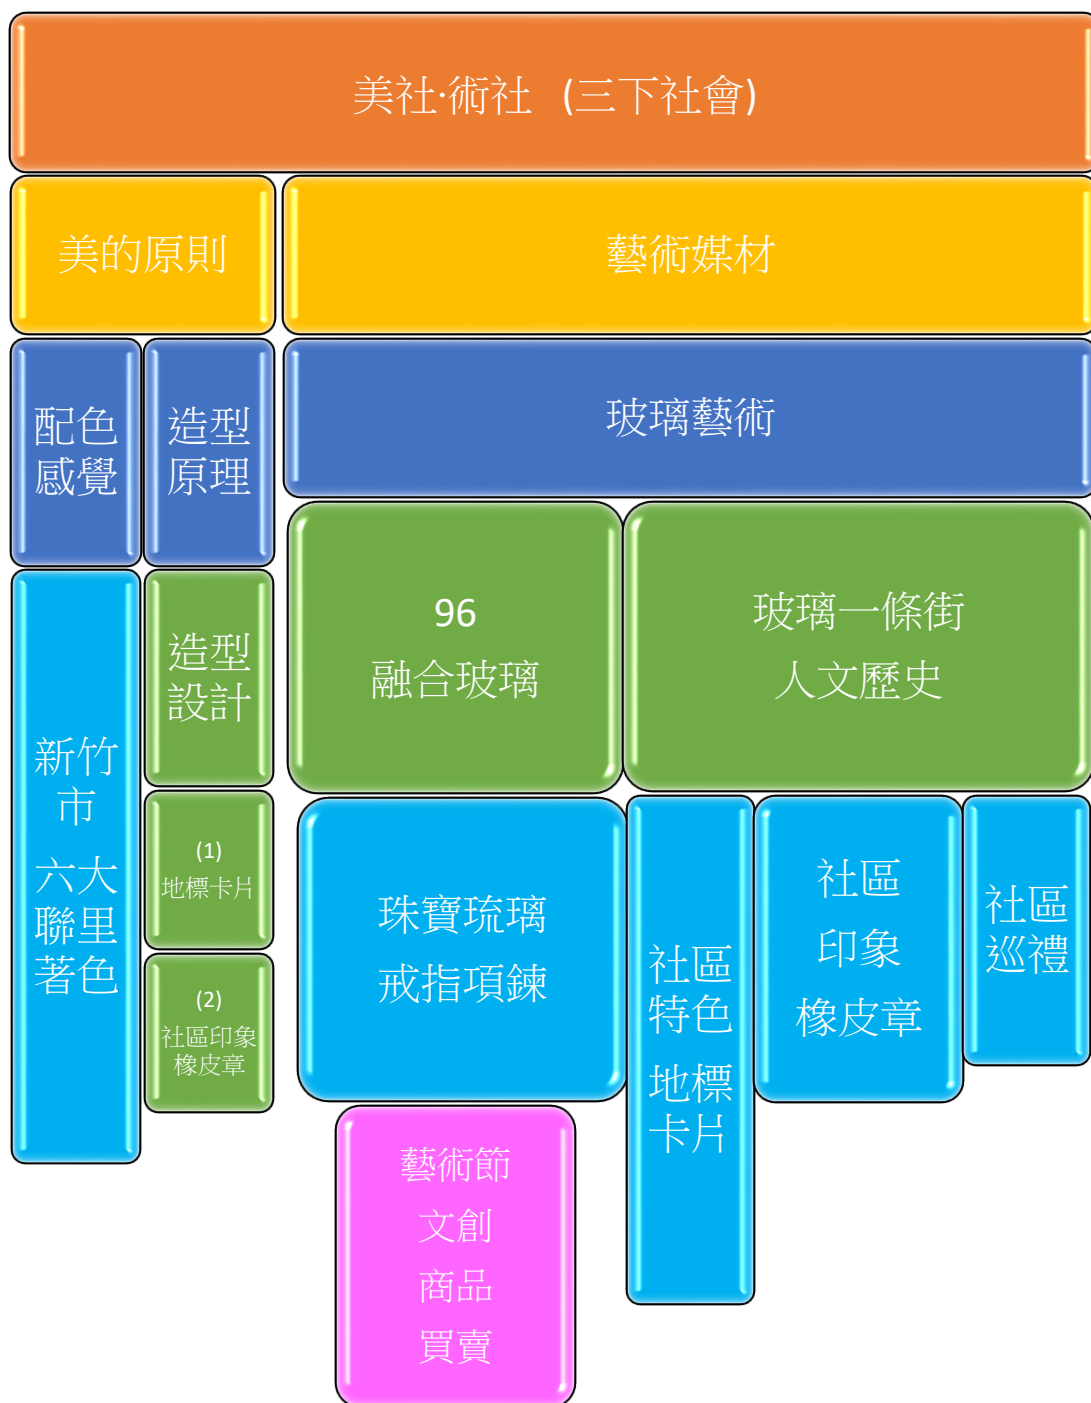 美社·術社 (三下社會)
美的原則
藝術媒材
配色
感覺
造型
原理
玻璃藝術
新竹
市
六大
聯里
著色
造型
設計
(1)
地標卡片
(2)
社區印象
橡皮章
96
融合玻璃
玻璃一條街
人文歷史
珠寶琉璃
戒指項鍊
社區
特色
地標
卡片
社區
印象
橡皮章
社區
巡禮
藝術節
文創
商品
買賣